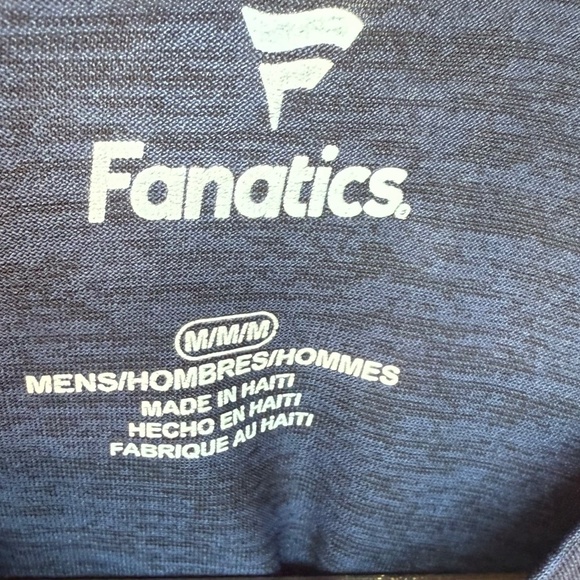 Fanatics.
M/M/M
MENS/HOMBRES/HOMMES
MADE IN HAITI
HECHO EN HAITI
FABRIQUE AU HAITI